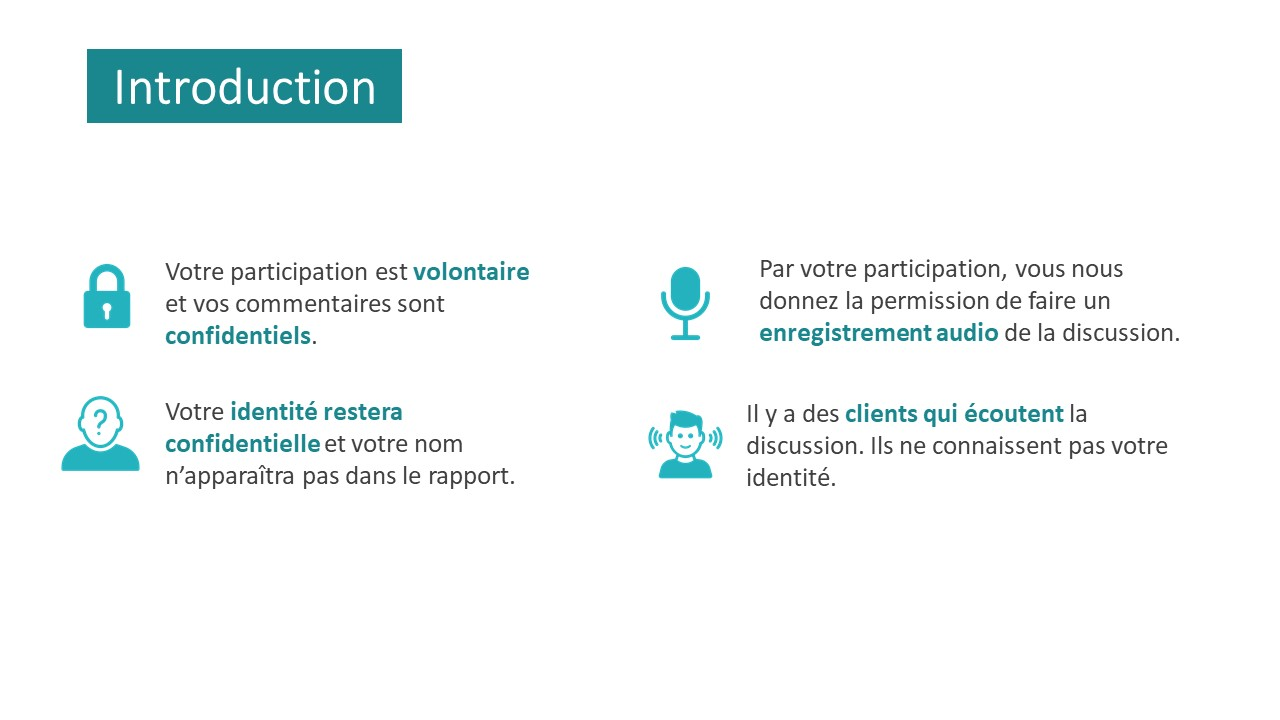 Introduction
Votre participation est volontaire
et vos commentaires sont
confidentiels.
Votre identité restera
confidentielle et votre nom
n’apparaîtra pas dans le rapport.
Par votre participation, vous nous
donnez la permission de faire un
enregistrement audio de la discussion.
Il y a des clients qui écoutent la
discussion. Ils ne connaissent pas votre
identité.